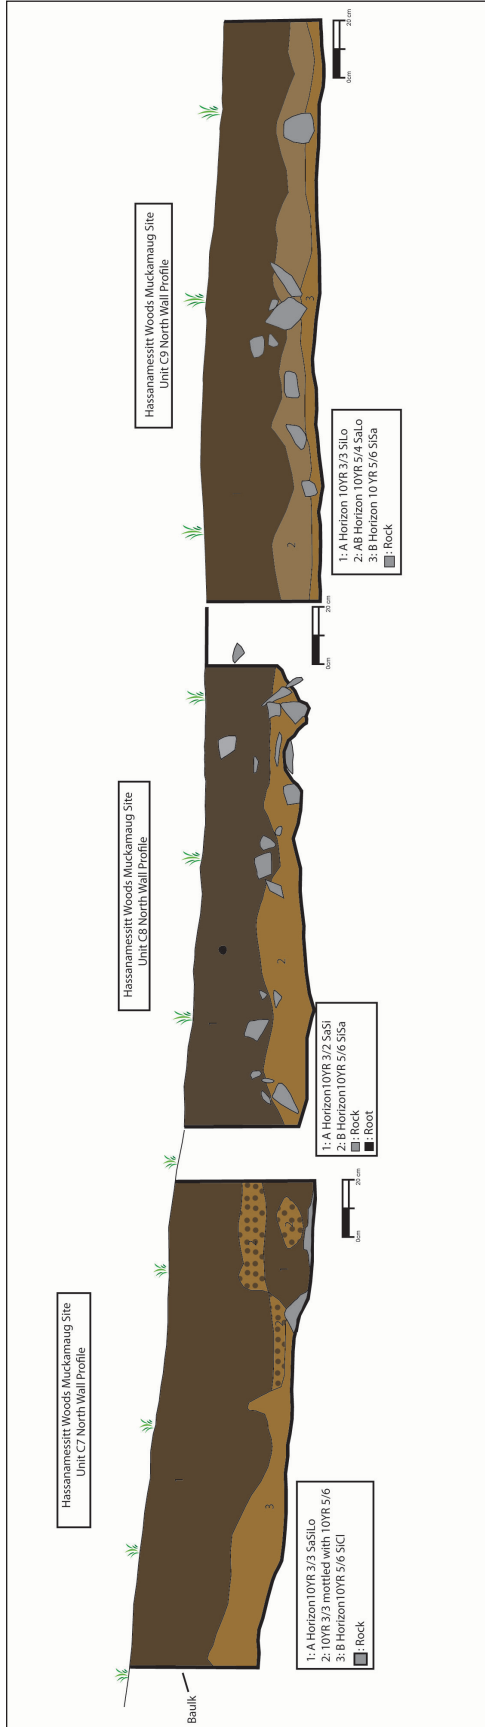 Hassanamessitt Woods Muckamaug Site
Unit C7 North Wall Profile
Baulk
1
2
2
2
1
3
0cm
20 cm
1: A Horizon10YR 3/3 SaSiLo
2: 10YR 3/3 mottled with 10YR 5/6
3: B Horizon10YR 5/6 SiCl
: Rock
Hassanamessitt Woods Muckamaug Site
Unit C8 North Wall Profile
1
2
0cm
20 cm
1: A Horizon10YR 3/2 SaSi
2: B Horizon10YR 5/6 SiSa
: Rock
: Root
Hassanamessitt Woods Muckamaug Site
Unit C9 North Wall Profile
2
3
0cm
20 cm
1: A Horizon 10YR 3/3 SiLo
2: AB Horizon 10YR 5/4 SaLo
3: B Horizon 10 YR 5/6 SiSa
: Rock